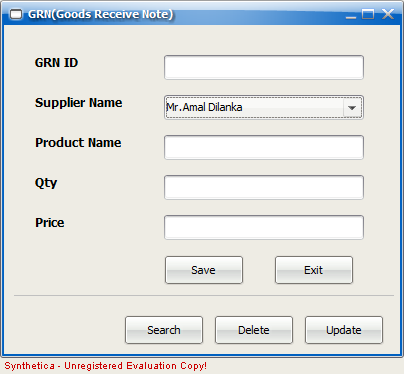 GRN(Goods Receive Note)
GRN ID
Supplier Name
Mr.Amal Dilanka
Product Name
Qty
Price
Save Exit
Search Delete Update
Synthetica - Unregistered Evaluation Copy!